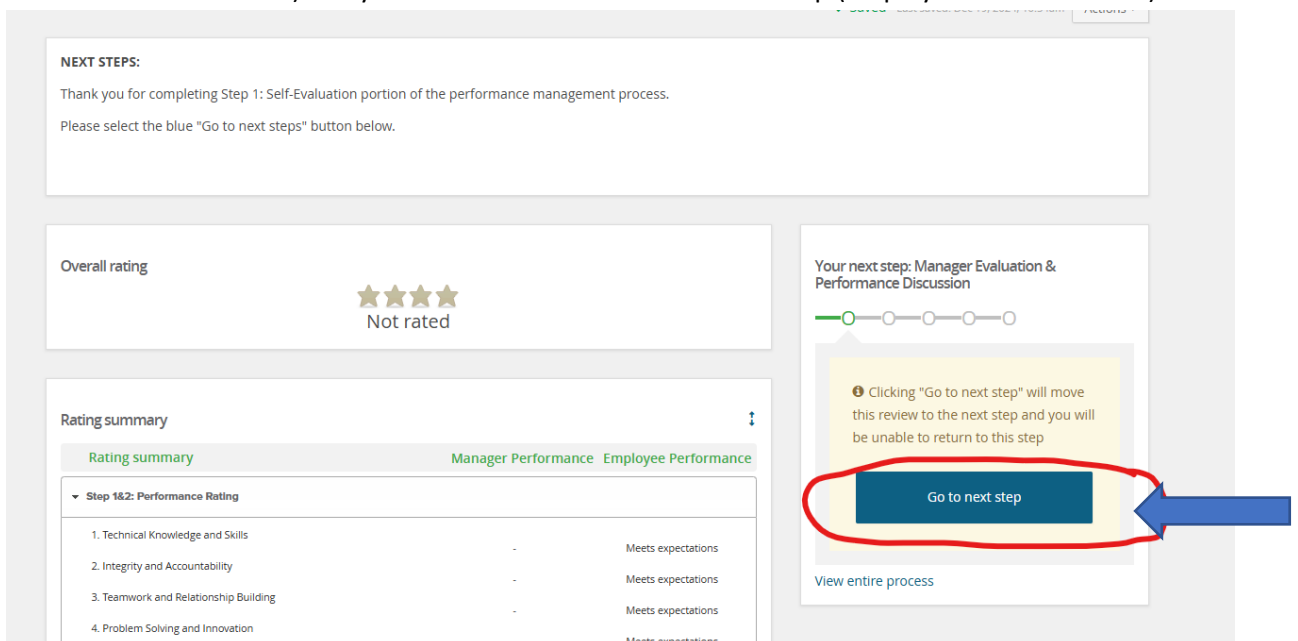 Actions
NEXT STEPS:
Thank you for completing Step 1: Self-Evaluation portion of the performance management process.
Please select the blue "Go to next steps" button below.
Overall rating
Not rated
Your next step: Manager Evaluation &
Performance Discussion
Clicking "Go to next step" will move
this review to the next step and you will
be unable to return to this step
Go to next step
View entire process
Rating summary
Rating summary Manager Performance Employee Performance
Step 1&2: Performance Rating
1. Technical Knowledge and Skills
- Meets expectations
2. Integrity and Accountability
- Meets expectations
3. Teamwork and Relationship Building
- Meets expectations
4. Problem Solving and Innovation
Meets expectations